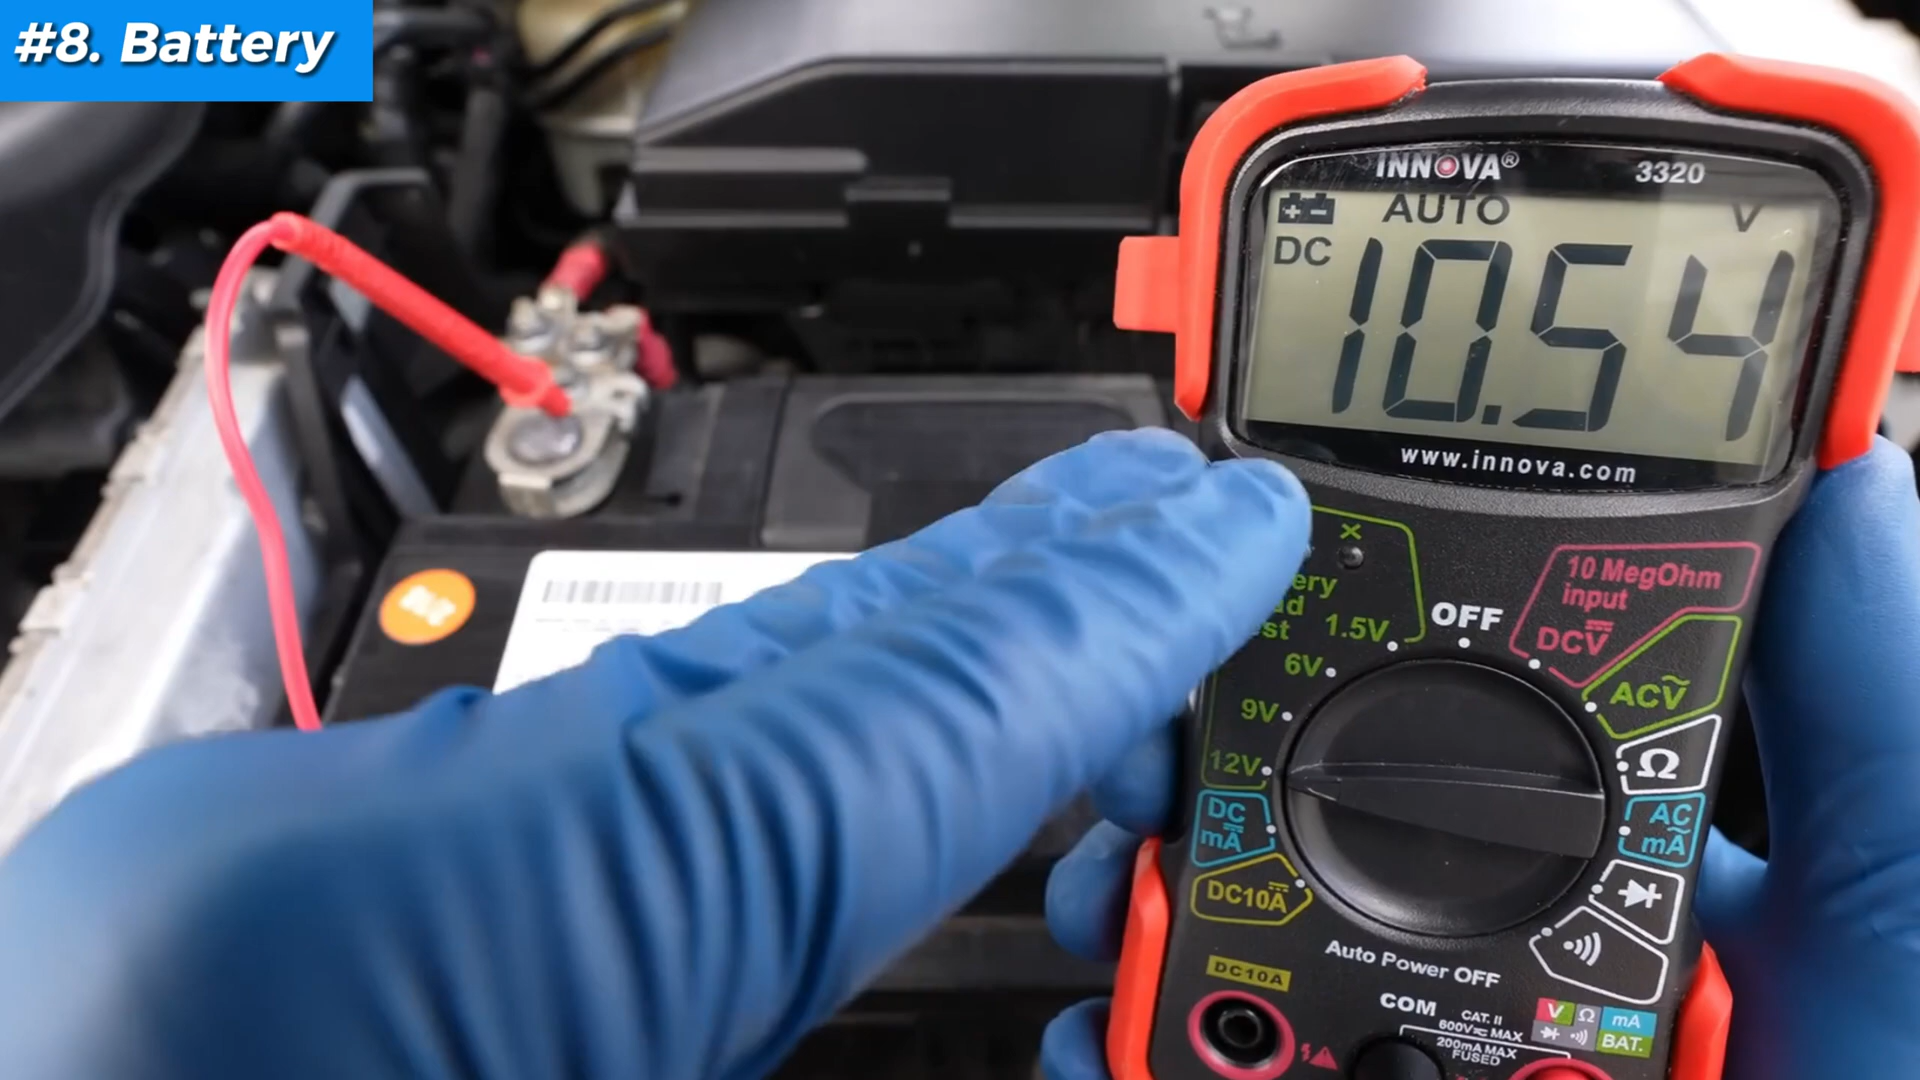 #8. Battery
INNOVA® 3320
AUTO V
DC 10.54
www.innova.com
1.5V
OFF
6V
9V
12V
10 MegOhm
input
DCV
ACV
Ω
DC
mA
AC
mA
DC10A
Auto Power OFF
DC10A
COM
CAT. II
600V MAX
200mA MAX
FUSED
V Ω mA
BAT.